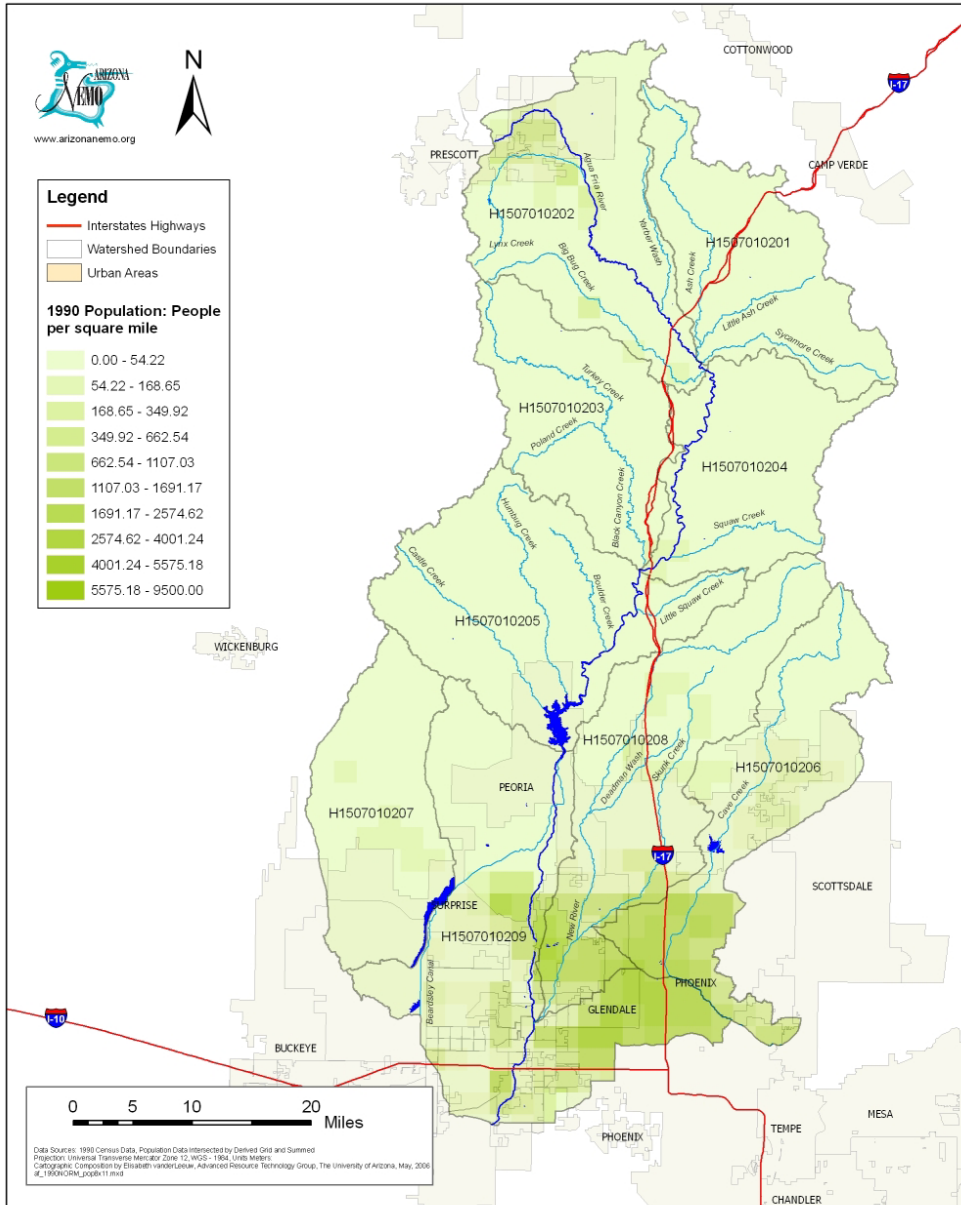 ARIZONA
NEMO
www.arizonanemo.org
N
Legend
Interstates Highways
Watershed Boundaries
Urban Areas
1990 Population: People
per square mile
0.00 - 54.22
54.22 - 168.65
168.65 - 349.92
349.92 - 662.54
662.54 - 1107.03
1107.03 - 1691.17
1691.17 - 2574.62
2574.62 - 4001.24
4001.24 - 5575.18
5575.18 - 9500.00
COTTONWOOD
I-17
PRESCOTT
CAMP VERDE
Agua Fria River
H1507010202
Yarber Wash
H1507010201
Lynx Creek
Big Bug Creek
Ash Creek
Little Ash Creek
Sycamore Creek
Turkey Creek
H1507010203
Poland Creek
H1507010204
Black Canyon Creek
Humbug Creek
Squaw Creek
Castle Creek
Boulder Creek
Little Squaw Creek
H1507010205
WICKENBURG
H1507010208
Deadman Wash
Skunk Creek
H1507010206
PEORIA
Cave Creek
H1507010207
I-17
SCOTTSDALE
SURPRISE
New River
H1507010209
Beardsley Canal
PHOENIX
GLENDALE
I-10
BUCKEYE
0 5 10 20
Miles
MESA
TEMPE
PHOENIX
CHANDLER
Data Sources: 1990 Census Data, Population Data Intersected by Derived Grid and Summed
Projection: Universal Transverse Mercator Zone 12, WGS - 1984, Units Meters:
Cartographic Composition by Elisabeth vanderLeeuw, Advanced Resource Technology Group, The University of Arizona, May, 2006
af_1990NORM_pop8x11.mxd